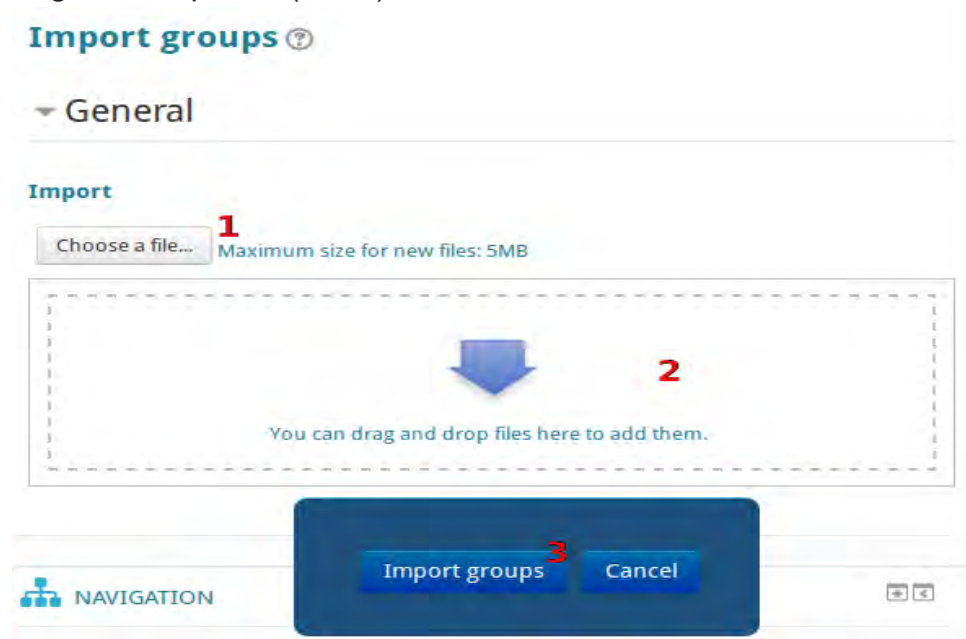 Import groups ?
General
Import
1
Choose a file... Maximum size for new files: 5MB
2
You can drag and drop files here to add them.
3
Import groups Cancel
NAVIGATION